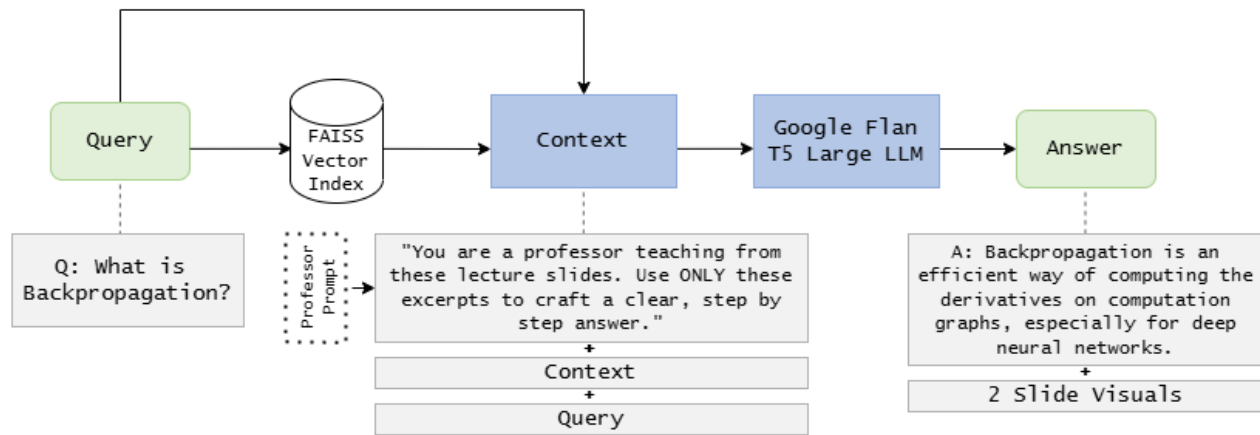 Query
FAISS
Vector
Index
Context
Google Flan
T5 Large LLM
Answer
Q: What is
Backpropagation?
Professor
Prompt
"You are a professor teaching from
these lecture slides. Use ONLY these
excerpts to craft a clear, step by
step answer."
+
Context
+
Query
A: Backpropagation is an
efficient way of computing the
derivatives on computation
graphs, especially for deep
neural networks.
+
2 Slide Visuals